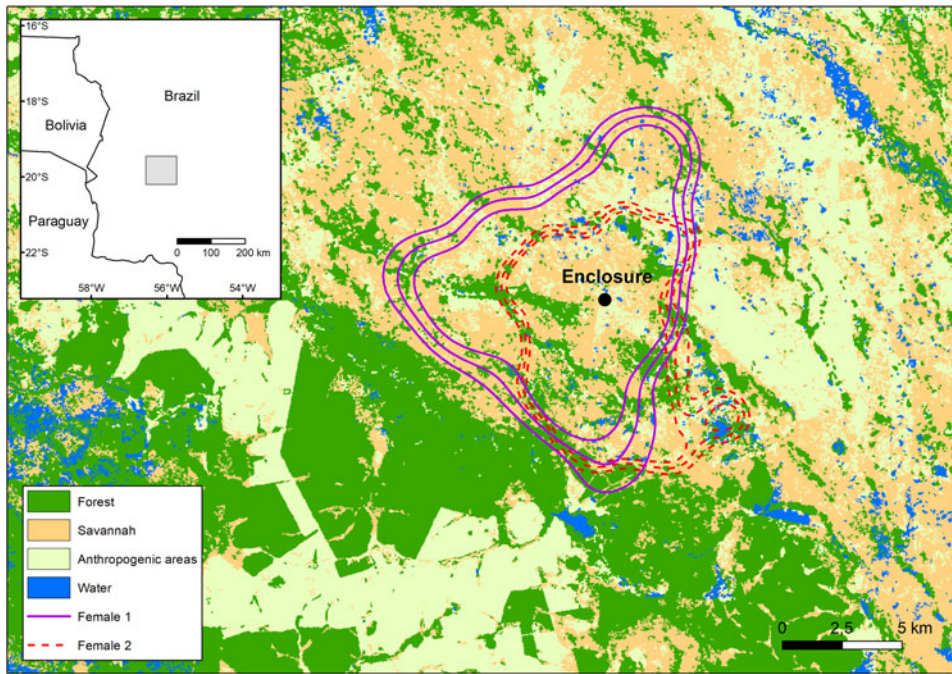 16°S
18°S
20°S
22°S
58°W
56°W
54°W
Brazil
Bolivia
Paraguay
0
100
200
km
Enclosure
Forest
Savannah
Anthropogenic areas
Water
Female 1
Female 2
0
2.5
5 km